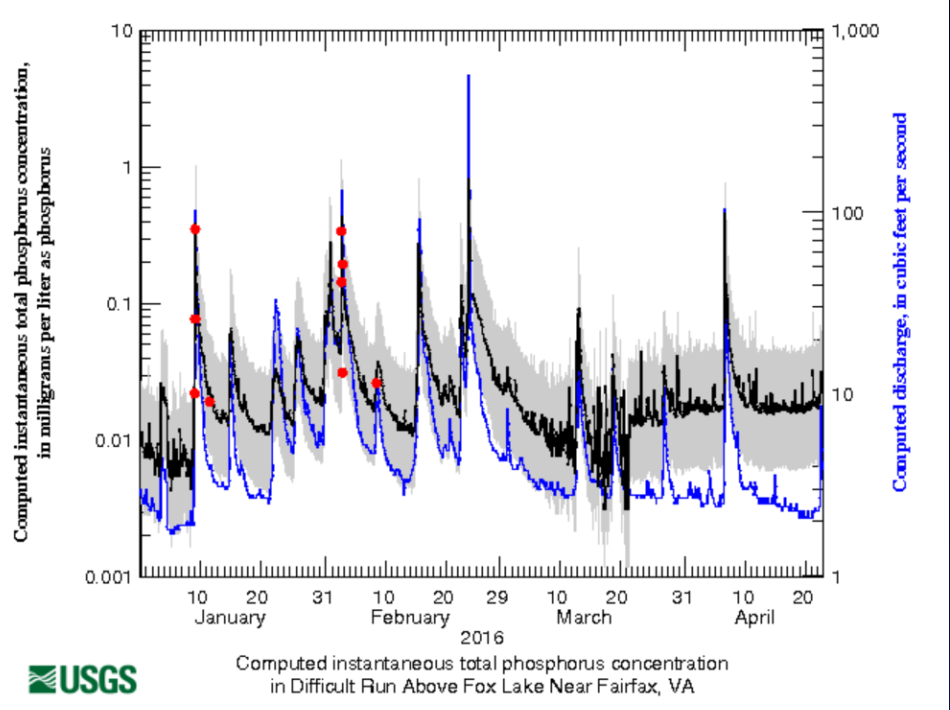 Computed instantaneous total phosphorus concentration,
in milligrams per liter as phosphorus
10
1
0.1
0.01
0.001
1,000
100
10
1
Computed discharge, in cubic feet per second
10 20 31 10 20 29 10 20 31 10 20
January February March April
2016
Computed instantaneous total phosphorus concentration
in Difficult Run Above Fox Lake Near Fairfax, VA
USGS